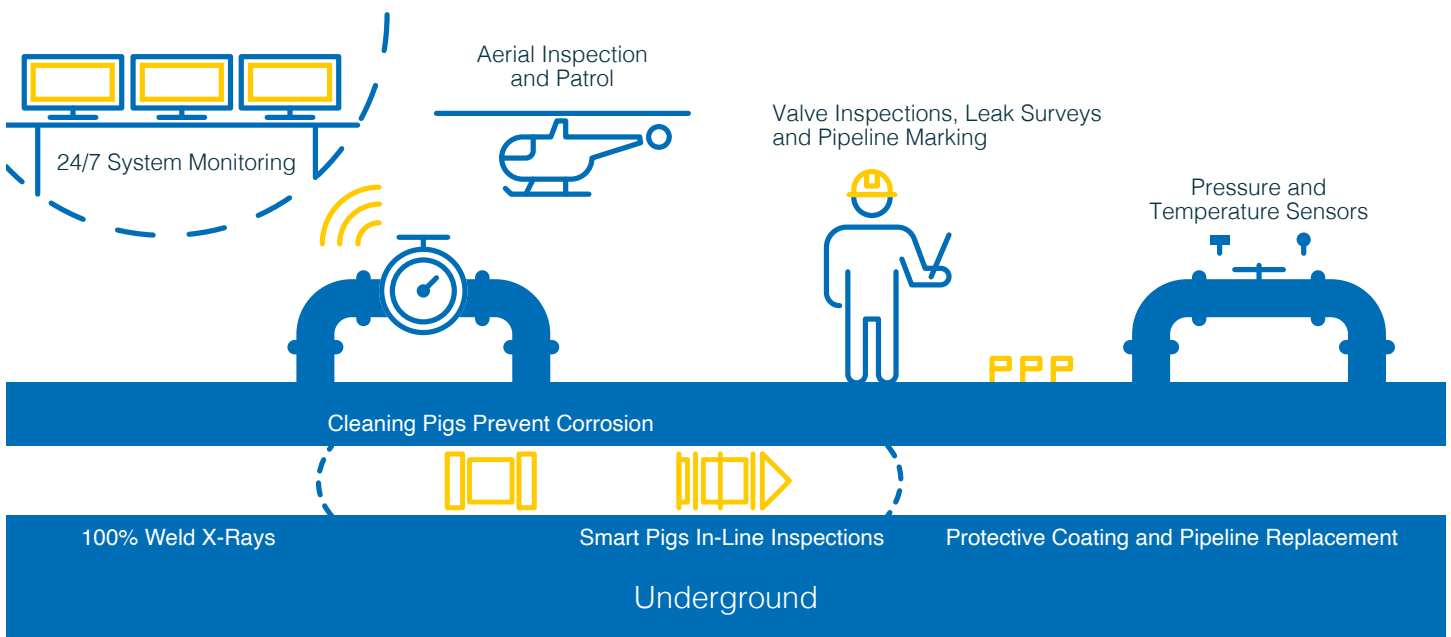 Aerial Inspection
and Patrol
Valve Inspections, Leak Surveys
and Pipeline Marking
24/7 System Monitoring
Pressure and
Temperature Sensors
Cleaning Pigs Prevent Corrosion
100% Weld X-Rays
Smart Pigs In-Line Inspections
Protective Coating and Pipeline Replacement
Underground